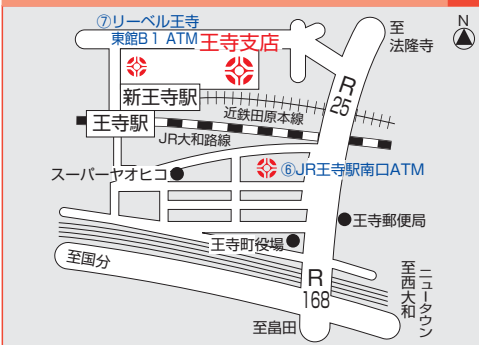 ⑦リーベル王寺
東館B1 ATM
王寺支店
至
法隆寺
N
R
25
新王寺駅
近鉄田原本線
王寺駅
JR大和路線
スーパーヤオヒコ
⑥JR王寺駅南口ATM
王寺郵便局
王寺町役場
至国分
R
168
至西大和
ニュータウン
至畠田